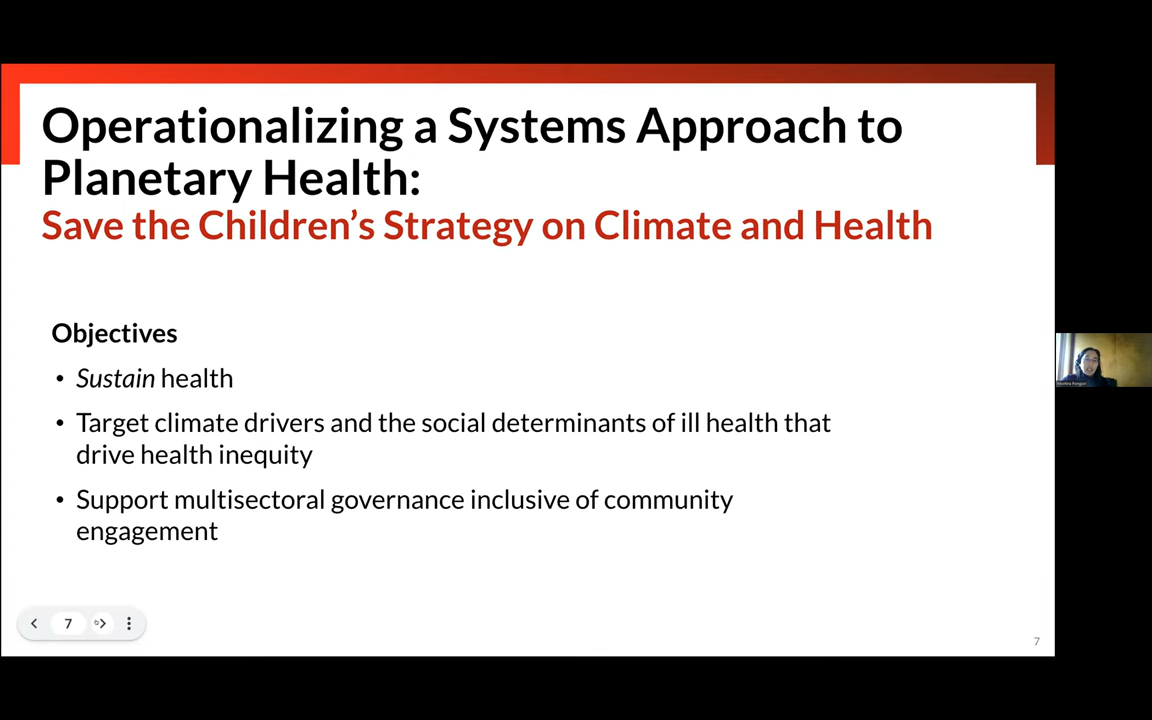 Operationalizing a Systems Approach to
Planetary Health:
Save the Children's Strategy on Climate and Health
Objectives
• Sustain health
• Target climate drivers and the social determinants of ill health that
drive health inequity
• Support multisectoral governance inclusive of community
engagement
7
7